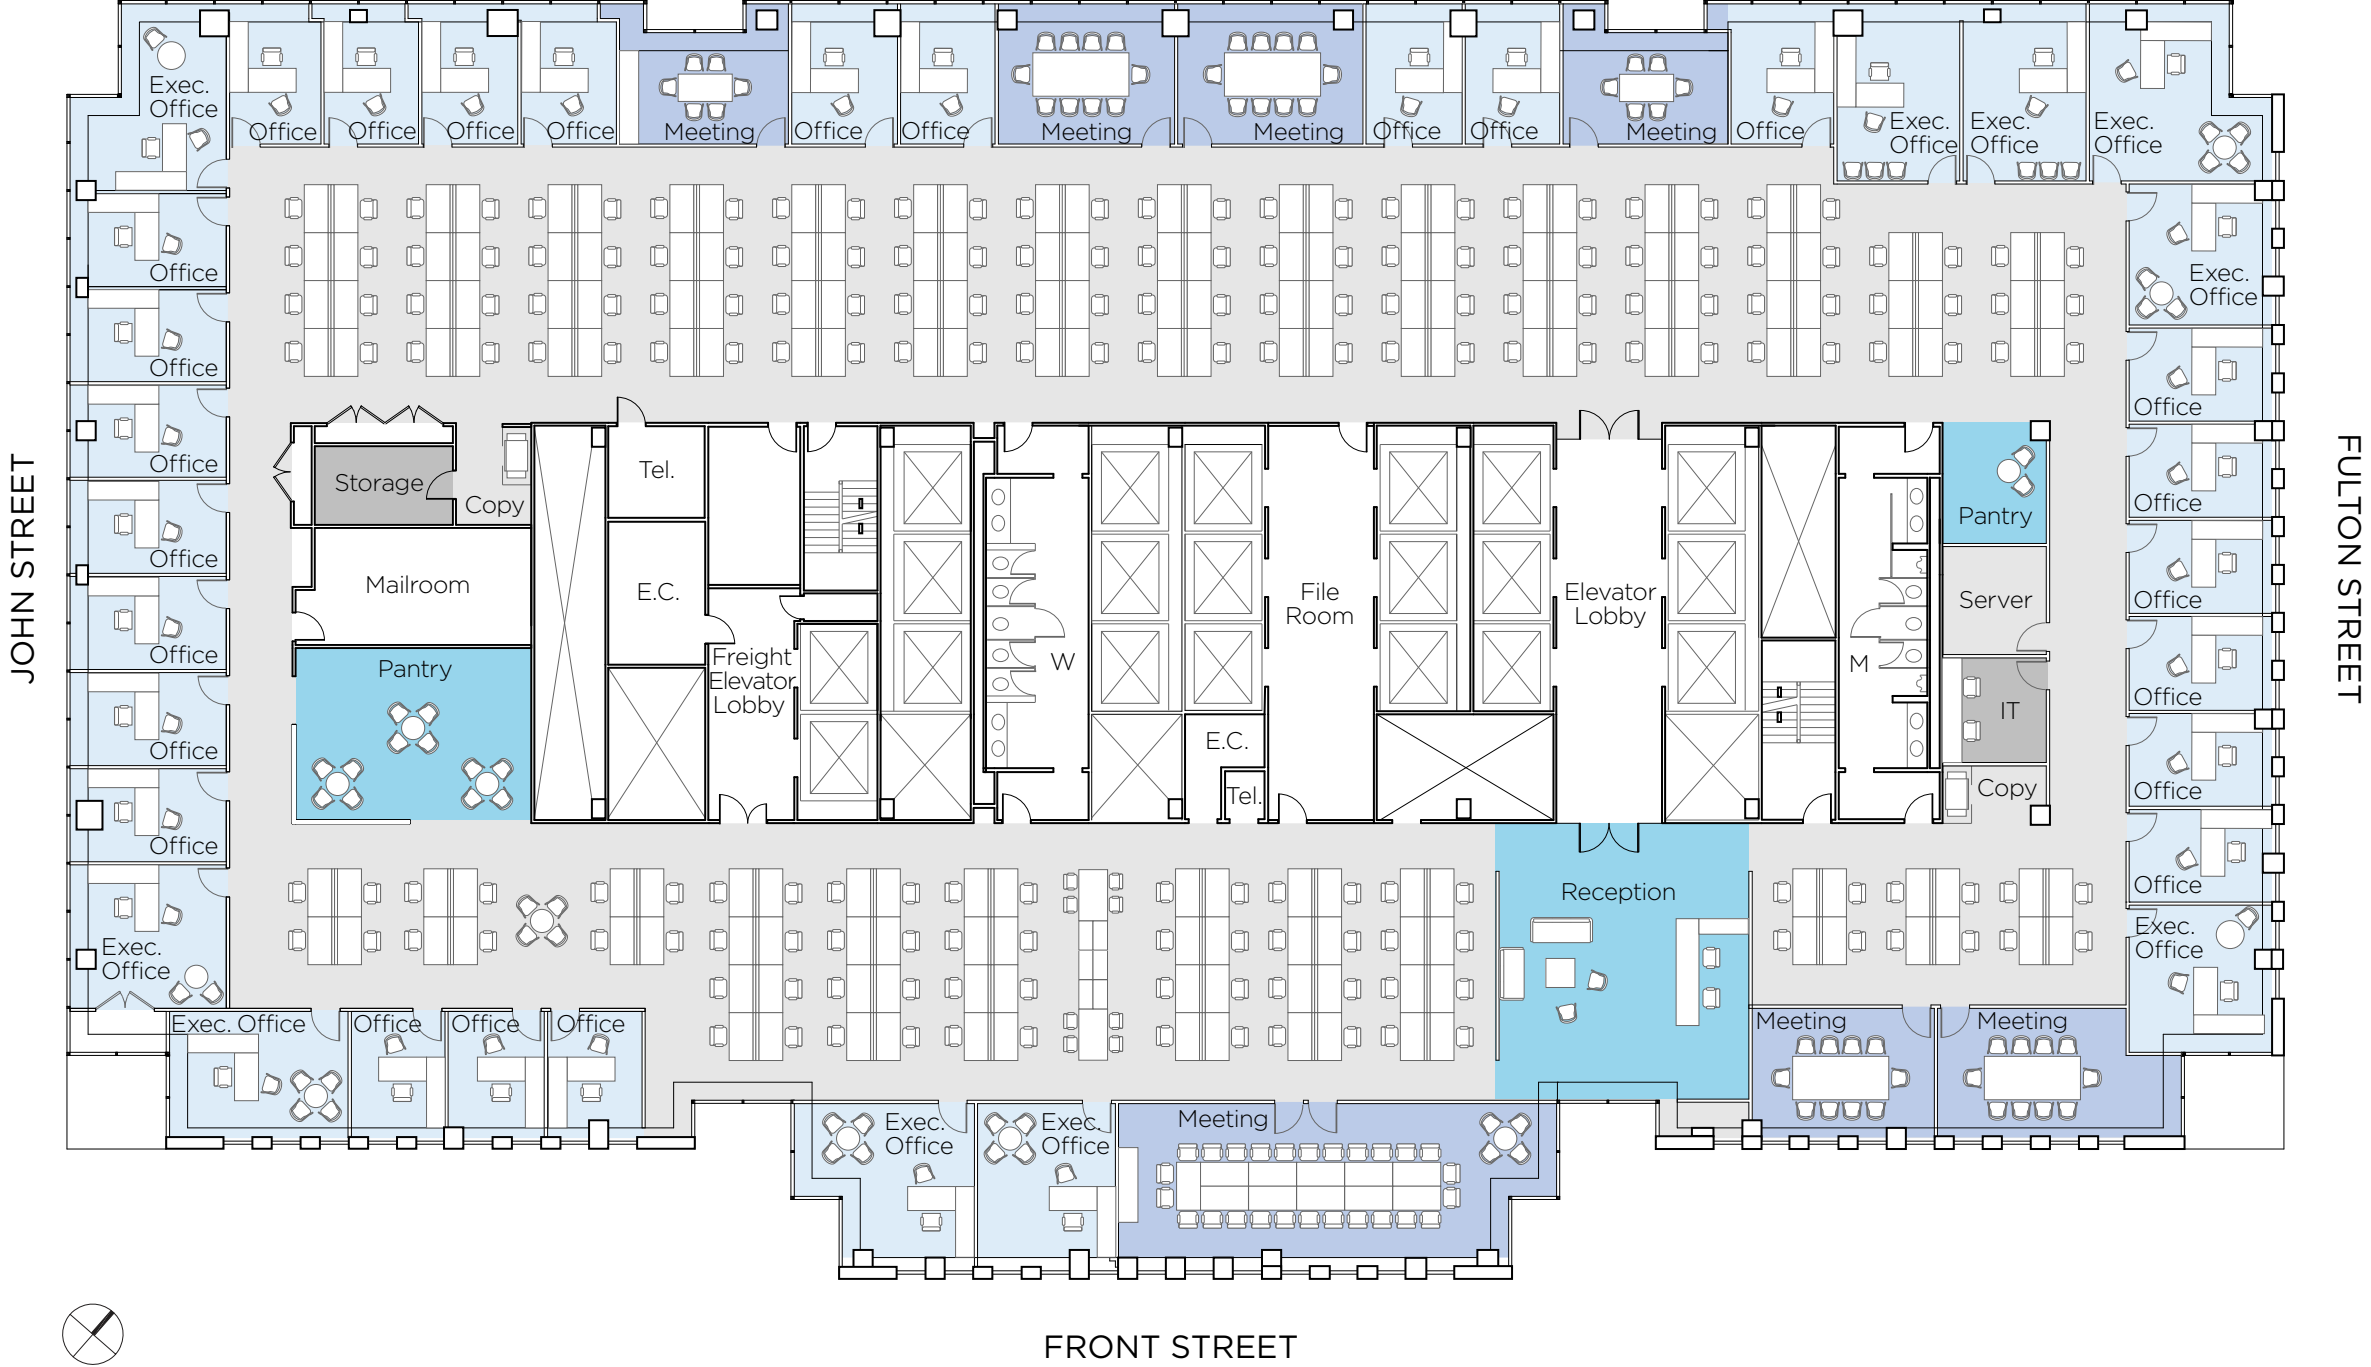 Exec.
Office
Office
Office
Office
Office
Meeting
Office
Office
Meeting
Meeting
Office
Office
Meeting
Office
Exec.
Office
Exec.
Office
Exec.
Office
Office
Office
Office
Office
Office
Office
Office
Exec.
Office
Exec.
Office
Office
Office
Office
Office
Office
Office
Exec.
Office
JOHN STREET
FULTON STREET
Storage
Copy
Tel.
Mailroom
E.C.
Pantry
Freight
Elevator
Lobby
W
File
Room
E.C.
Tel.
Elevator
Lobby
M
Pantry
Server
IT
Copy
Reception
Exec. Office
Office
Office
Office
Exec.
Office
Exec.
Office
Meeting
Meeting
Meeting
FRONT STREET